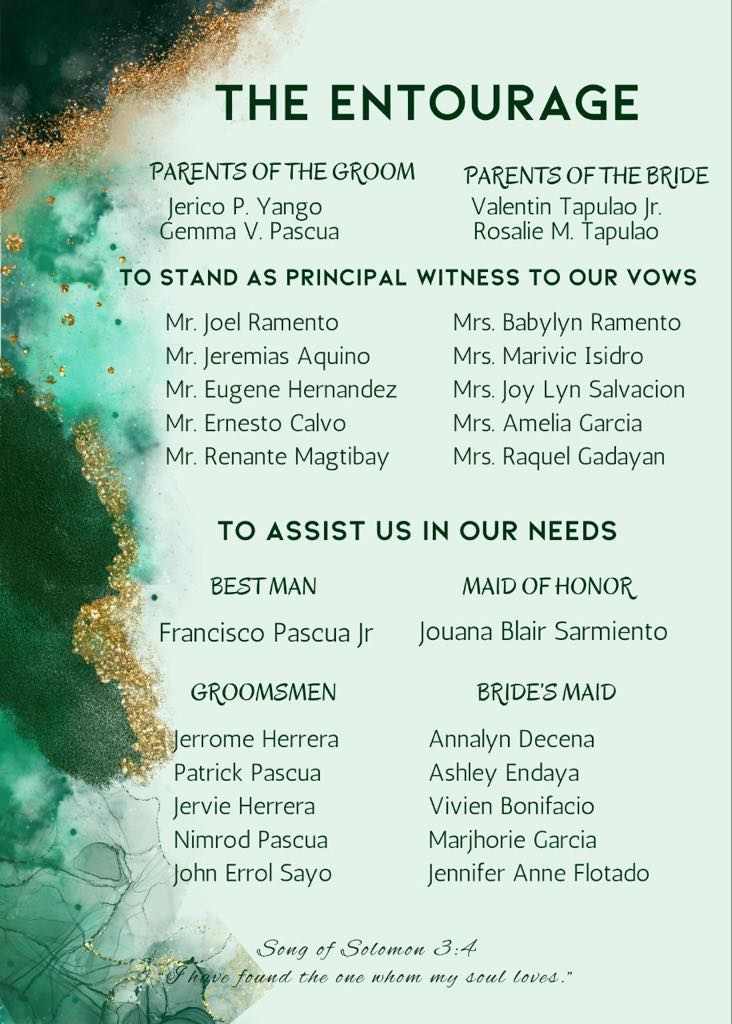 THE ENTOURAGE
PARENTS OF THE GROOM
Jerico P. Yango
Gemma V. Pascua
PARENTS OF THE BRIDE
Valentin Tapulao Jr.
Rosalie M. Tapulao
TO STAND AS PRINCIPAL WITNESS TO OUR VOWS
Mr. Joel Ramento
Mr. Jeremias Aquino
Mr. Eugene Hernandez
Mr. Ernesto Calvo
Mr. Renante Magtibay
Mrs. Babylyn Ramento
Mrs. Marivic Isidro
Mrs. Joy Lyn Salvacion
Mrs. Amelia Garcia
Mrs. Raquel Gadayan
TO ASSIST US IN OUR NEEDS
BEST MAN
Francisco Pascua Jr
MAID OF HONOR
Jouana Blair Sarmiento
GROOMSMEN
Jerrome Herrera
Patrick Pascua
Jervie Herrera
Nimrod Pascua
John Errol Sayo
BRIDE'S MAID
Annalyn Decena
Ashley Endaya
Vivien Bonifacio
Marjhorie Garcia
Jennifer Anne Flotado
Song of Solomon 3:4
"I have found the one whom my soul loves."